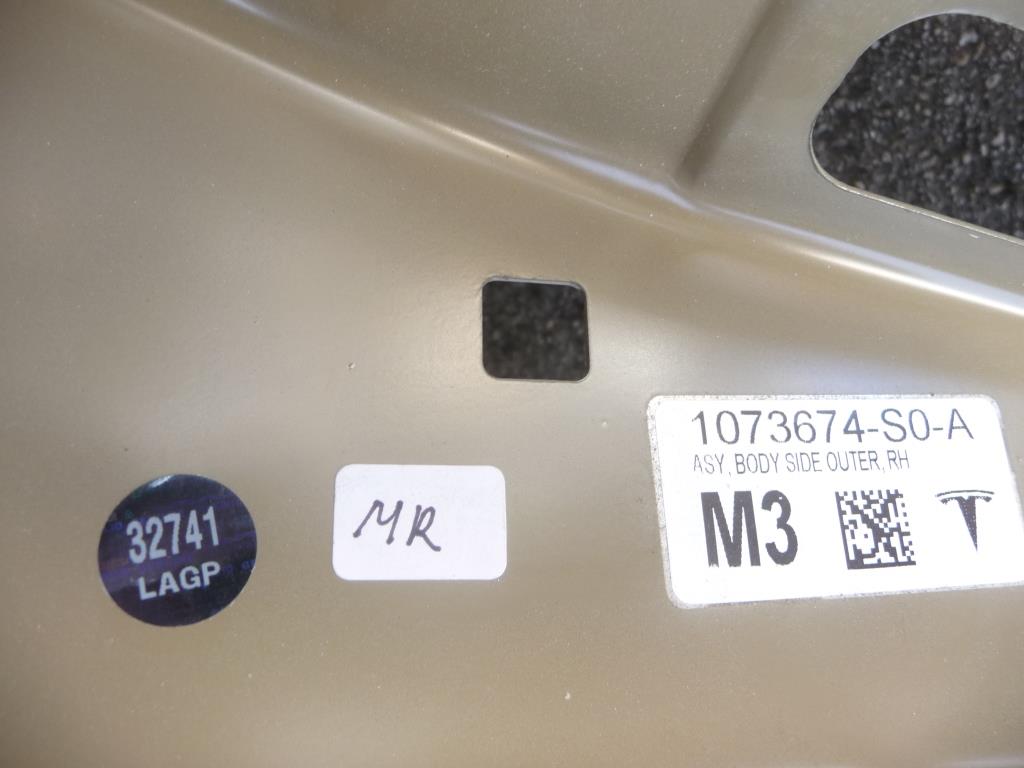 1073674-S0-A
ASY, BODY SIDE OUTER, RH
M3
32741
LAGP
MR